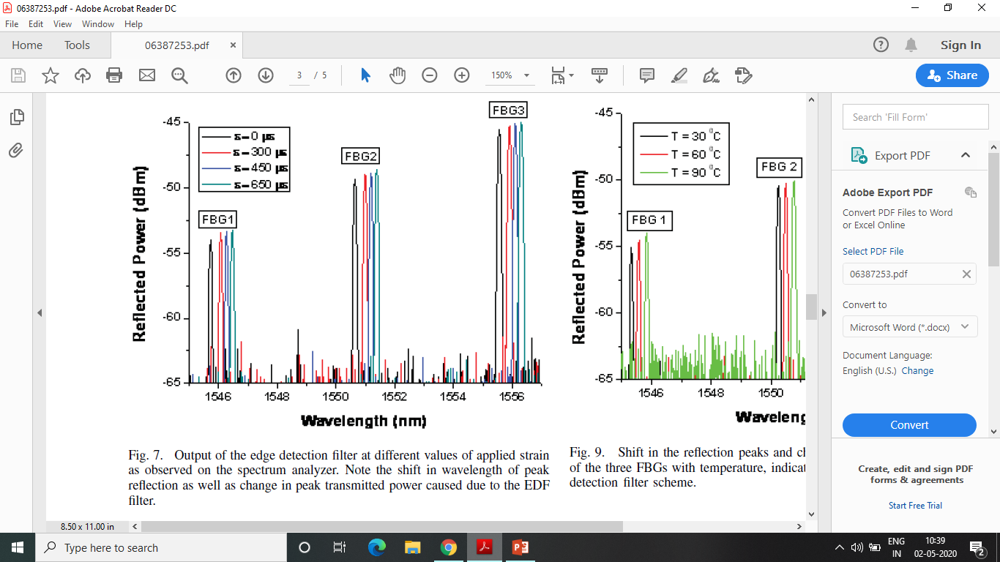 06387253.pdf - Adobe Acrobat Reader DC
File Edit View Window Help
Home Tools 06387253.pdf × Sign In
3 / 5 150% Share
FBG3
-45
ε – 0 µε
ε – 300 µε
ε – 450 µε
ε – 650 µε
FBG2
-50
FBG1
-55
-60
-65
1546 1548 1550 1552 1554 1556
Reflected Power (dBm)
Wavelength (nm)
Fig. 7. Output of the edge detection filter at different values of applied strain
as observed on the spectrum analyzer. Note the shift in wavelength of peak
reflection as well as change in peak transmitted power caused due to the EDF
filter.
-45
T = 30 °C
T = 60 °C
T = 90 °C
FBG 2
-50
FBG 1
-55
-60
-65
1546 1548 1550
Reflected Power (dBm)
Waveleng
Fig. 9. Shift in the reflection peaks and cl
of the three FBGs with temperature, indicat
detection filter scheme.
8.50 x 11.00 in
Search 'Fill Form'
Export PDF
Adobe Export PDF
Convert PDF Files to Word
or Excel Online
Select PDF File
06387253.pdf
Convert to
Microsoft Word (*.docx)
Document Language:
English (U.S.) Change
Convert
Create, edit and sign PDF
forms & agreements
Start Free Trial
Type here to search
ENG
IN
10:39
02-05-2020
2